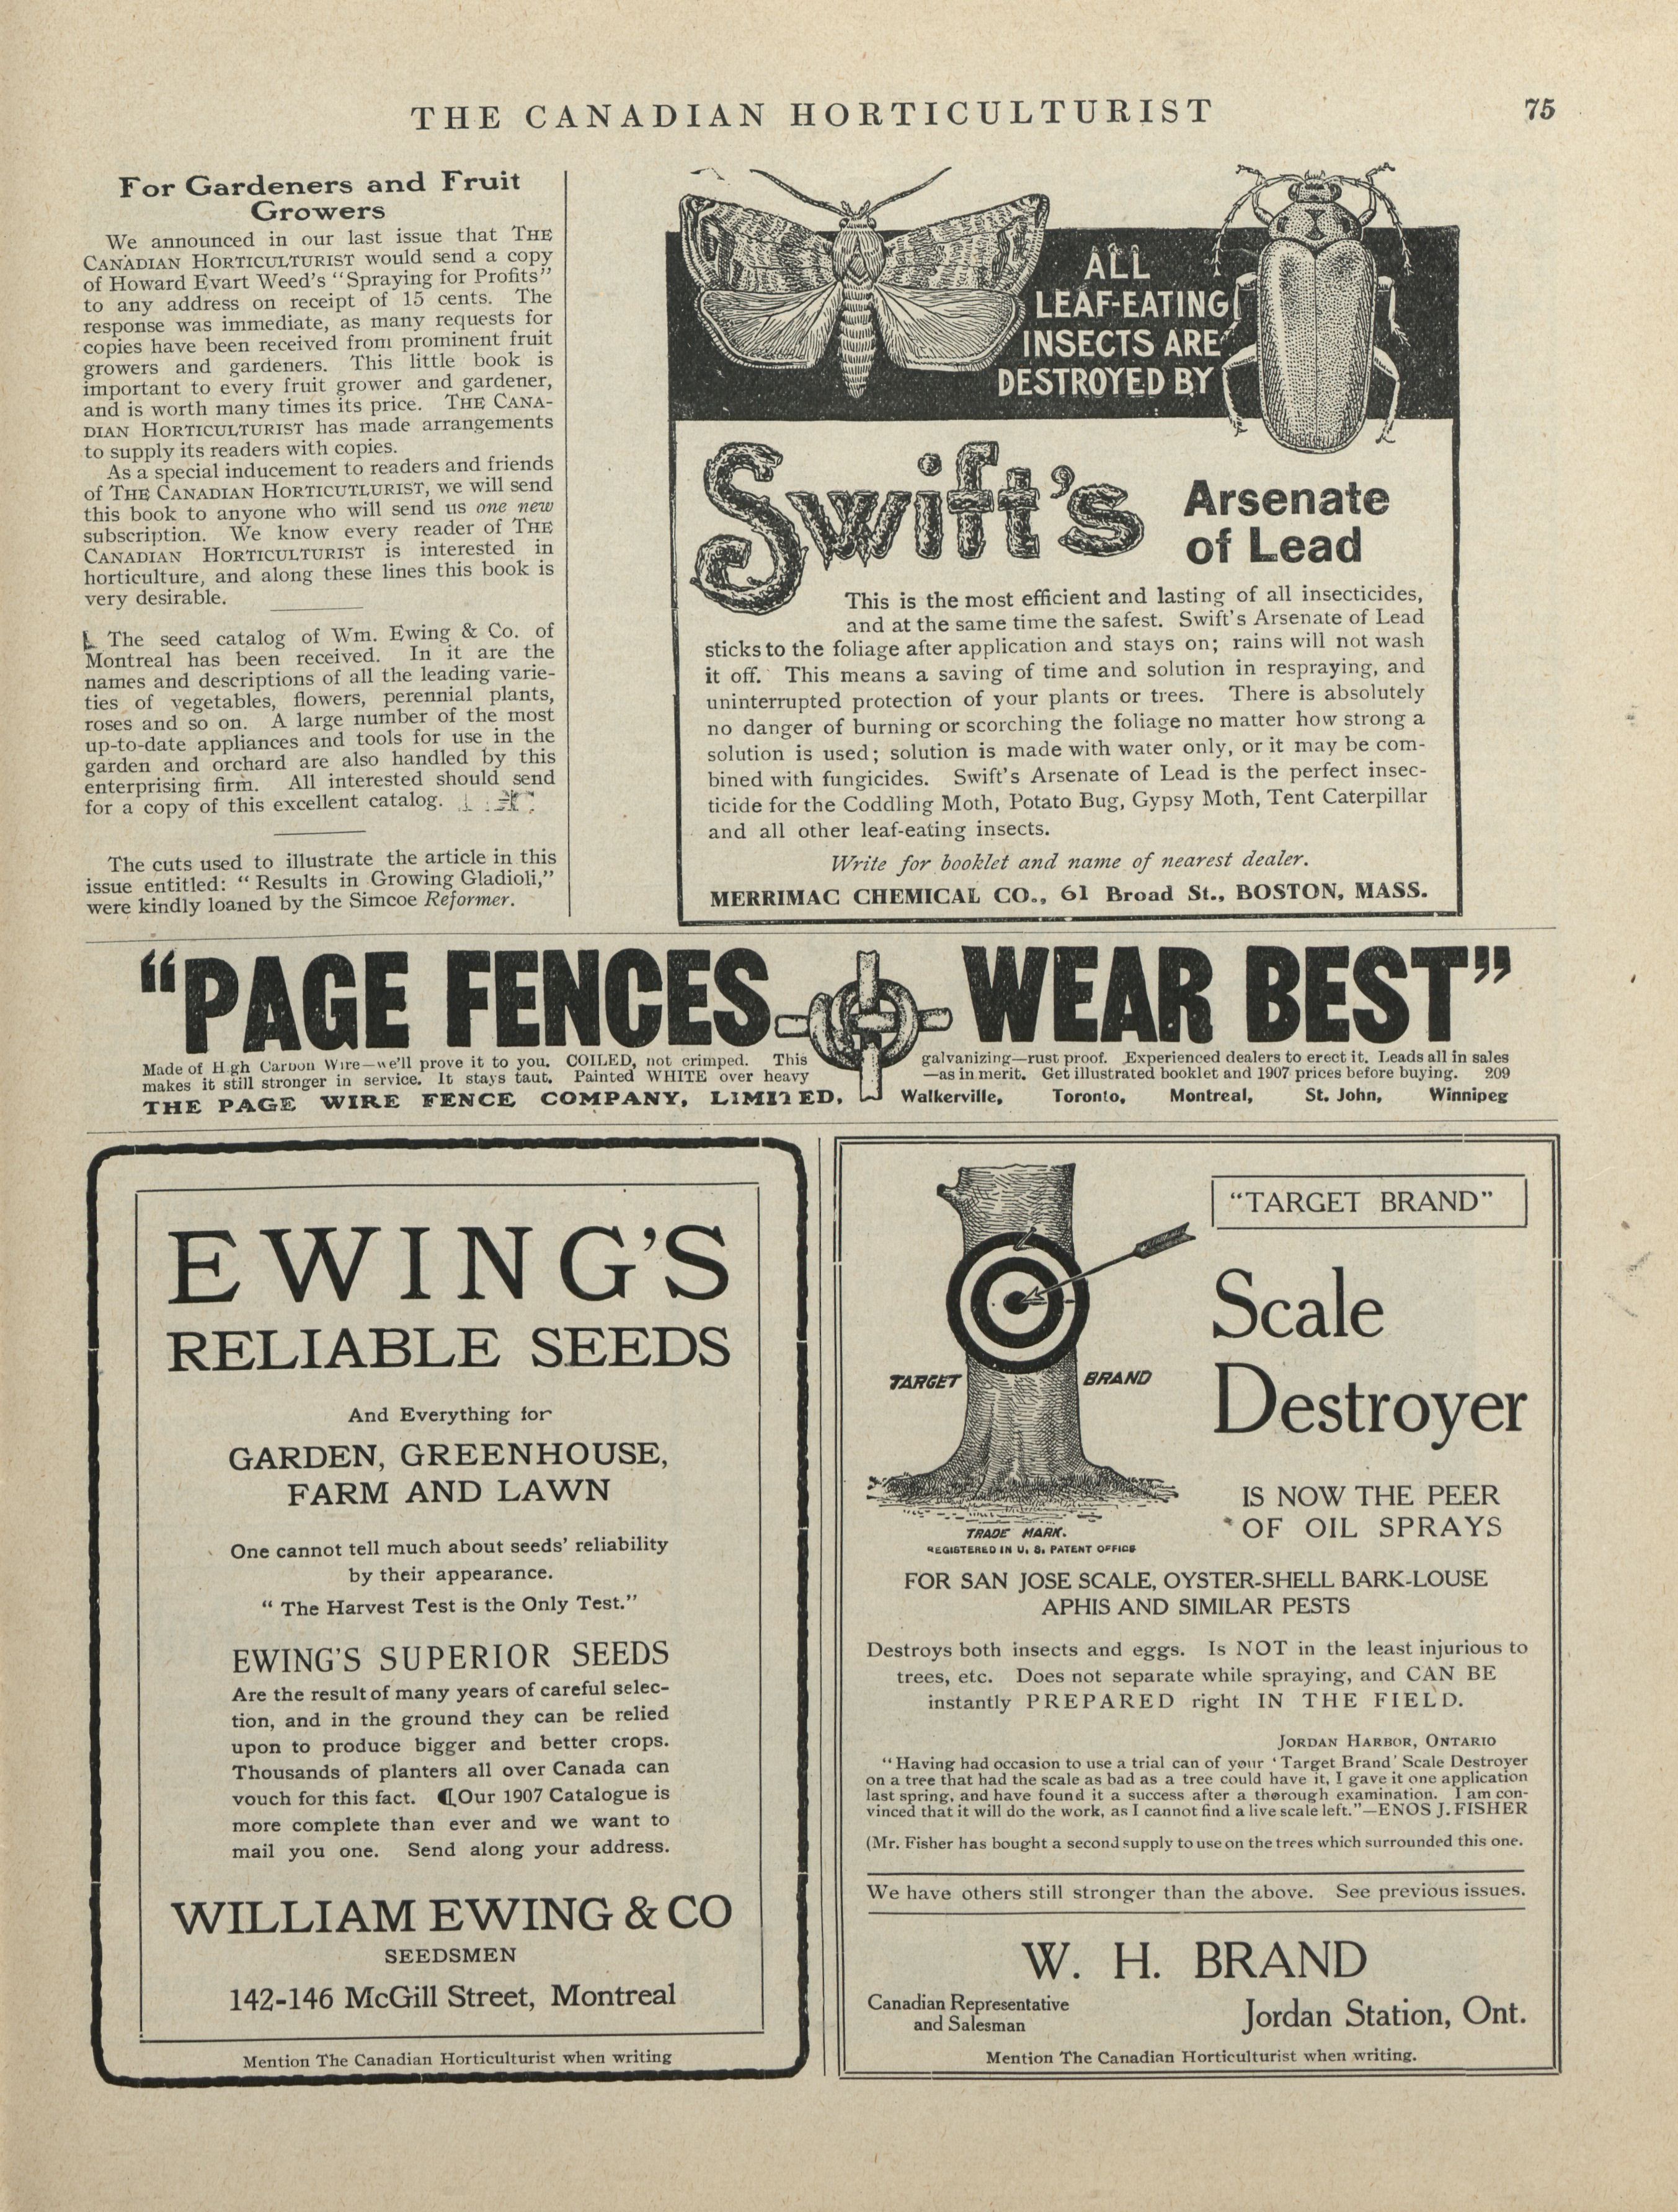 THE CANADIAN HORTICULTURIST
75
For Gardeners and Fruit
Growers
We announced in our last issue that THE
CANADIAN HORTICULTURIST would send a copy
of Howard Evart Weed's "Spraying for Profits"
to any address on receipt of 15 cents. The
response was immediate, as many requests for
copies have been received from prominent fruit
growers and gardeners. This little book is
important to every fruit grower and gardener,
and is worth many times its price. THE CANA-
DIAN HORTICULTURIST has made arrangements
to supply its readers with copies.
As a special inducement to readers and friends
of THE CANADIAN HORTICUTLURIST, we will send
this book to anyone who will send us one new
subscription. We know every reader of THE
CANADIAN HORTICULTURIST is interested in
horticulture, and along these lines this book is
very desirable.
The seed catalog of Wm. Ewing & Co. of
Montreal has been received. In it are the
names and descriptions of all the leading varie-
ties of vegetables, flowers, perennial plants,
roses and so on. A large number of the most
up-to-date appliances and tools for use in the
garden and orchard are also handled by this
enterprising firm. All interested should send
for a copy of this excellent catalog.
The cuts used to illustrate the article in this
issue entitled: "Results in Growing Gladioli,"
were kindly loaned by the Simcoe Reformer.
ALL
LEAF-EATING
INSECTS ARE
DESTROYED BY
Swift's
Arsenate
of Lead
This is the most efficient and lasting of all insecticides,
and at the same time the safest. Swift's Arsenate of Lead
sticks to the foliage after application and stays on; rains will not wash
it off. This means a saving of time and solution in respraying, and
uninterrupted protection of your plants or trees. There is absolutely
no danger of burning or scorching the foliage no matter how strong a
solution is used; solution is made with water only, or it may be com-
bined with fungicides. Swift's Arsenate of Lead is the perfect insec-
ticide for the Coddling Moth, Potato Bug, Gypsy Moth, Tent Caterpillar
and all other leaf-eating insects.
Write for booklet and name of nearest dealer.
MERRIMAC CHEMICAL CO., 61 Broad St., BOSTON, MASS.
"PAGE FENCES WEAR BEST"
Made of High Carbon Wire—we'll prove it to you. COILED, not crimped. This
makes it still stronger in service. It stays taut. Painted WHITE over heavy
galvanizing—rust proof. Experienced dealers to erect it. Leads all in sales
—as in merit. Get illustrated booklet and 1907 prices before buying. 209
THE PAGE WIRE FENCE COMPANY, LIMITED, Walkerville, Toronto, Montreal, St. John, Winnipeg
EWING'S
RELIABLE SEEDS
And Everything for
GARDEN, GREENHOUSE,
FARM AND LAWN
One cannot tell much about seeds' reliability
by their appearance.
"The Harvest Test is the Only Test."
EWING'S SUPERIOR SEEDS
Are the result of many years of careful selec-
tion, and in the ground they can be relied
upon to produce bigger and better crops.
Thousands of planters all over Canada can
vouch for this fact. ¶Our 1907 Catalogue is
more complete than ever and we want to
mail you one. Send along your address.
WILLIAM EWING & CO
SEEDSMEN
142-146 McGill Street, Montreal
Mention The Canadian Horticulturist when writing
"TARGET BRAND"
Scale
Destroyer
TARGET BRAND
TRADE MARK.
REGISTERED IN U. S. PATENT OFFICE
IS NOW THE PEER
OF OIL SPRAYS
FOR SAN JOSE SCALE, OYSTER-SHELL BARK-LOUSE
APHIS AND SIMILAR PESTS
Destroys both insects and eggs. Is NOT in the least injurious to
trees, etc. Does not separate while spraying, and CAN BE
instantly PREPARED right IN THE FIELD.
JORDAN HARBOR, ONTARIO
"Having had occasion to use a trial can of your 'Target Brand' Scale Destroyer
on a tree that had the scale as bad as a tree could have it, I gave it one application
last spring, and have found it a success after a thorough examination. I am con-
vinced that it will do the work, as I cannot find a live scale left."—ENOS J. FISHER
(Mr. Fisher has bought a second supply to use on the trees which surrounded this one.
We have others still stronger than the above. See previous issues.
W. H. BRAND
Canadian Representative
and Salesman
Jordan Station, Ont.
Mention The Canadian Horticulturist when writing.